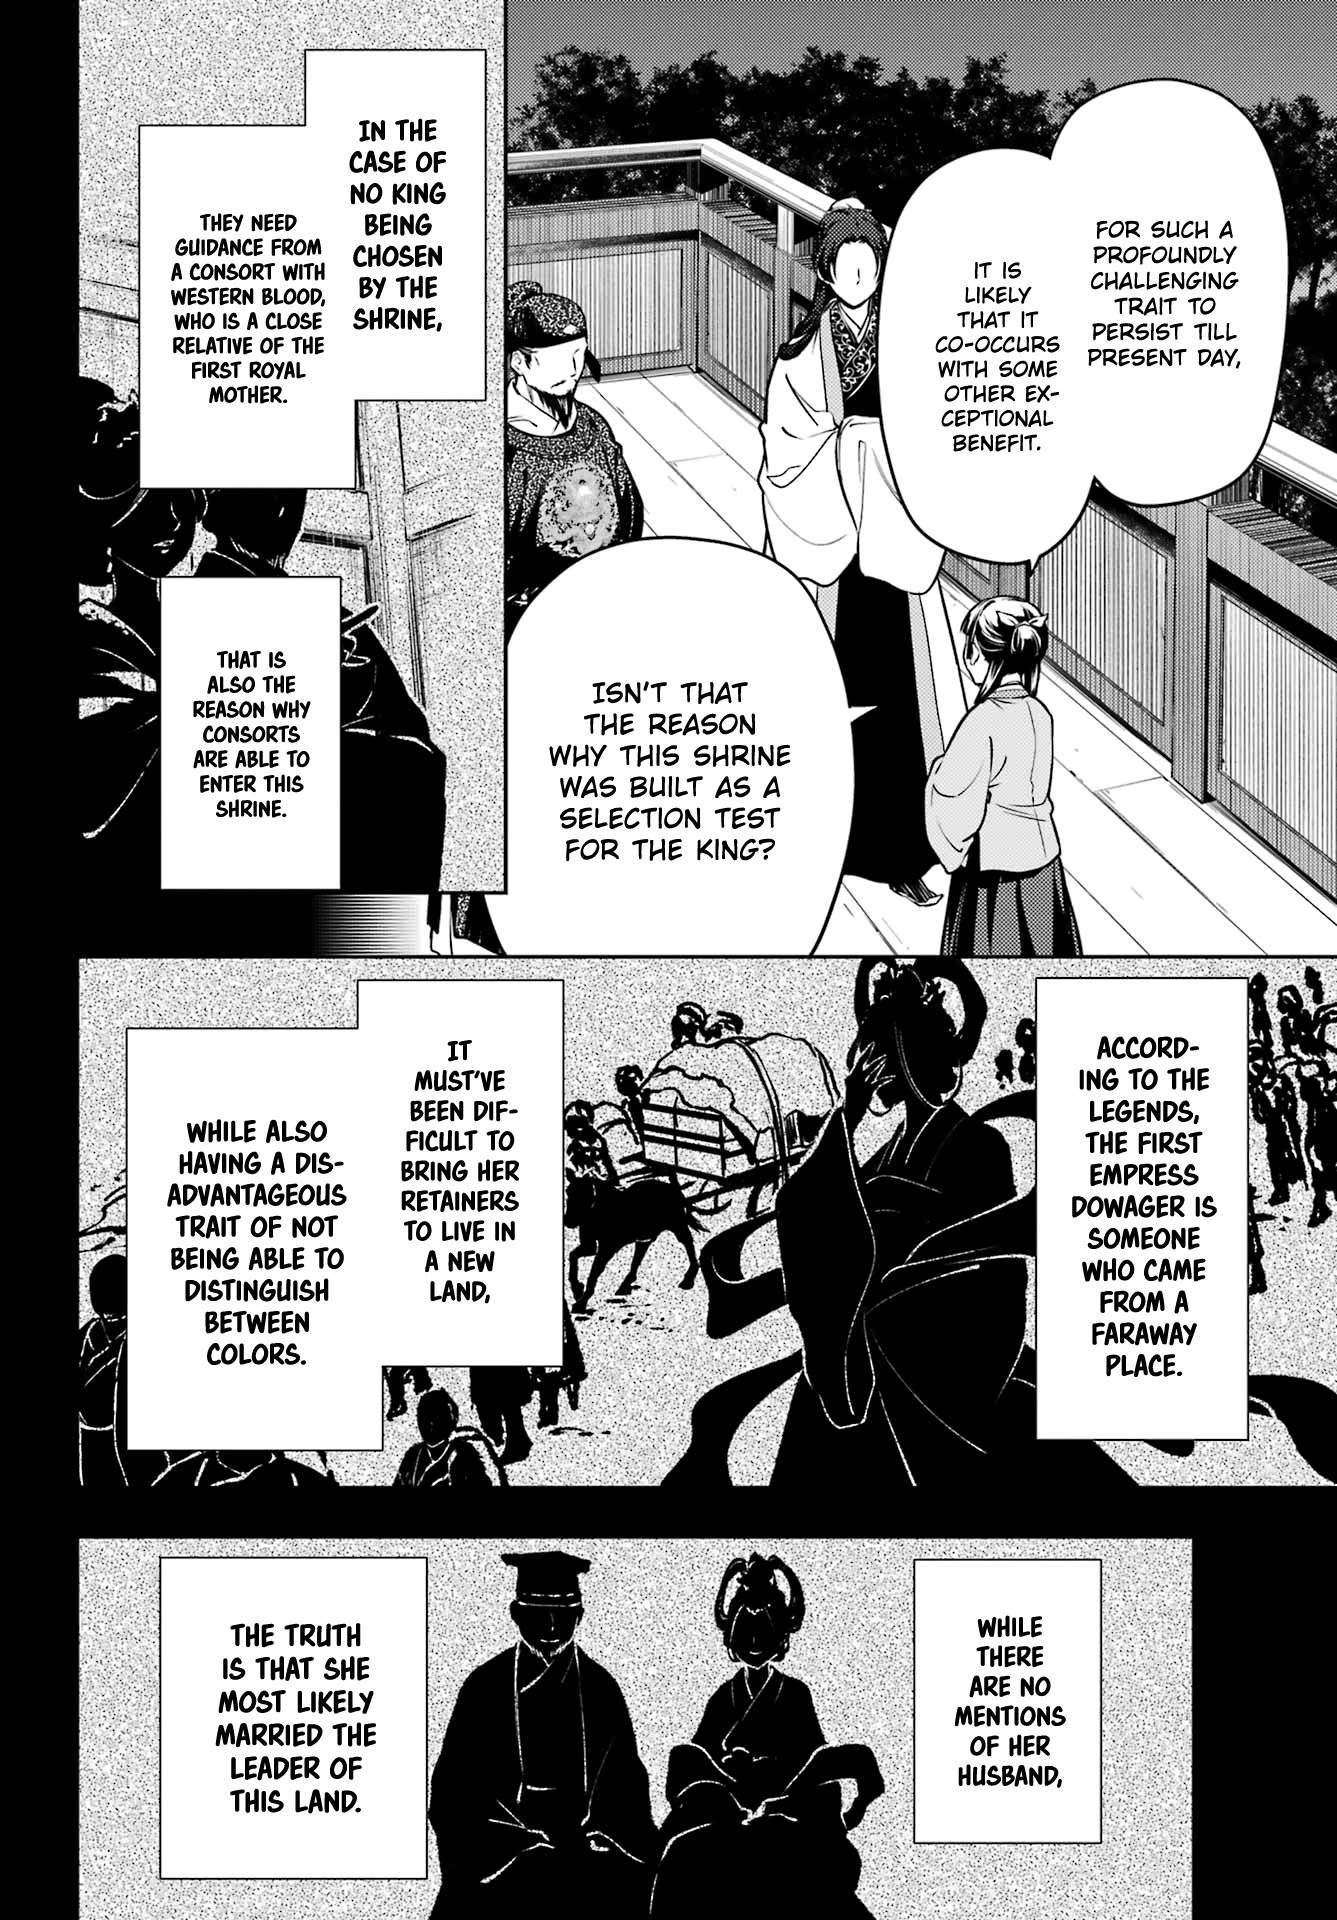 FOR SUCH A
PROFOUNDLY
CHALLENGING
TRAIT TO
PERSIST TILL
PRESENT DAY,
IT IS
LIKELY
THAT IT
CO-OCCURS
WITH SOME
OTHER EX-
CEPTIONAL
BENEFIT.
ISN'T THAT
THE REASON
WHY THIS SHRINE
WAS BUILT AS A
SELECTION TEST
FOR THE KING?
IN THE
CASE OF
NO KING
BEING
CHOSEN
BY THE
SHRINE,
THEY NEED
GUIDANCE FROM
A CONSORT WITH
WESTERN BLOOD,
WHO IS A CLOSE
RELATIVE OF THE
FIRST ROYAL
MOTHER.
THAT IS
ALSO THE
REASON WHY
CONSORTS
ARE ABLE TO
ENTER THIS
SHRINE.
ACCORD-
ING TO THE
LEGENDS,
THE FIRST
EMPRESS
DOWAGER IS
SOMEONE
WHO CAME
FROM A
FARAWAY
PLACE.
IT
MUST'VE
BEEN DIF-
FICULT TO
BRING HER
RETAINERS
TO LIVE IN
A NEW
LAND,
WHILE ALSO
HAVING A DIS-
ADVANTAGEOUS
TRAIT OF NOT
BEING ABLE TO
DISTINGUISH
BETWEEN
COLORS.
WHILE
THERE
ARE NO
MENTIONS
OF HER
HUSBAND,
THE TRUTH
IS THAT SHE
MOST LIKELY
MARRIED THE
LEADER OF
THIS LAND.